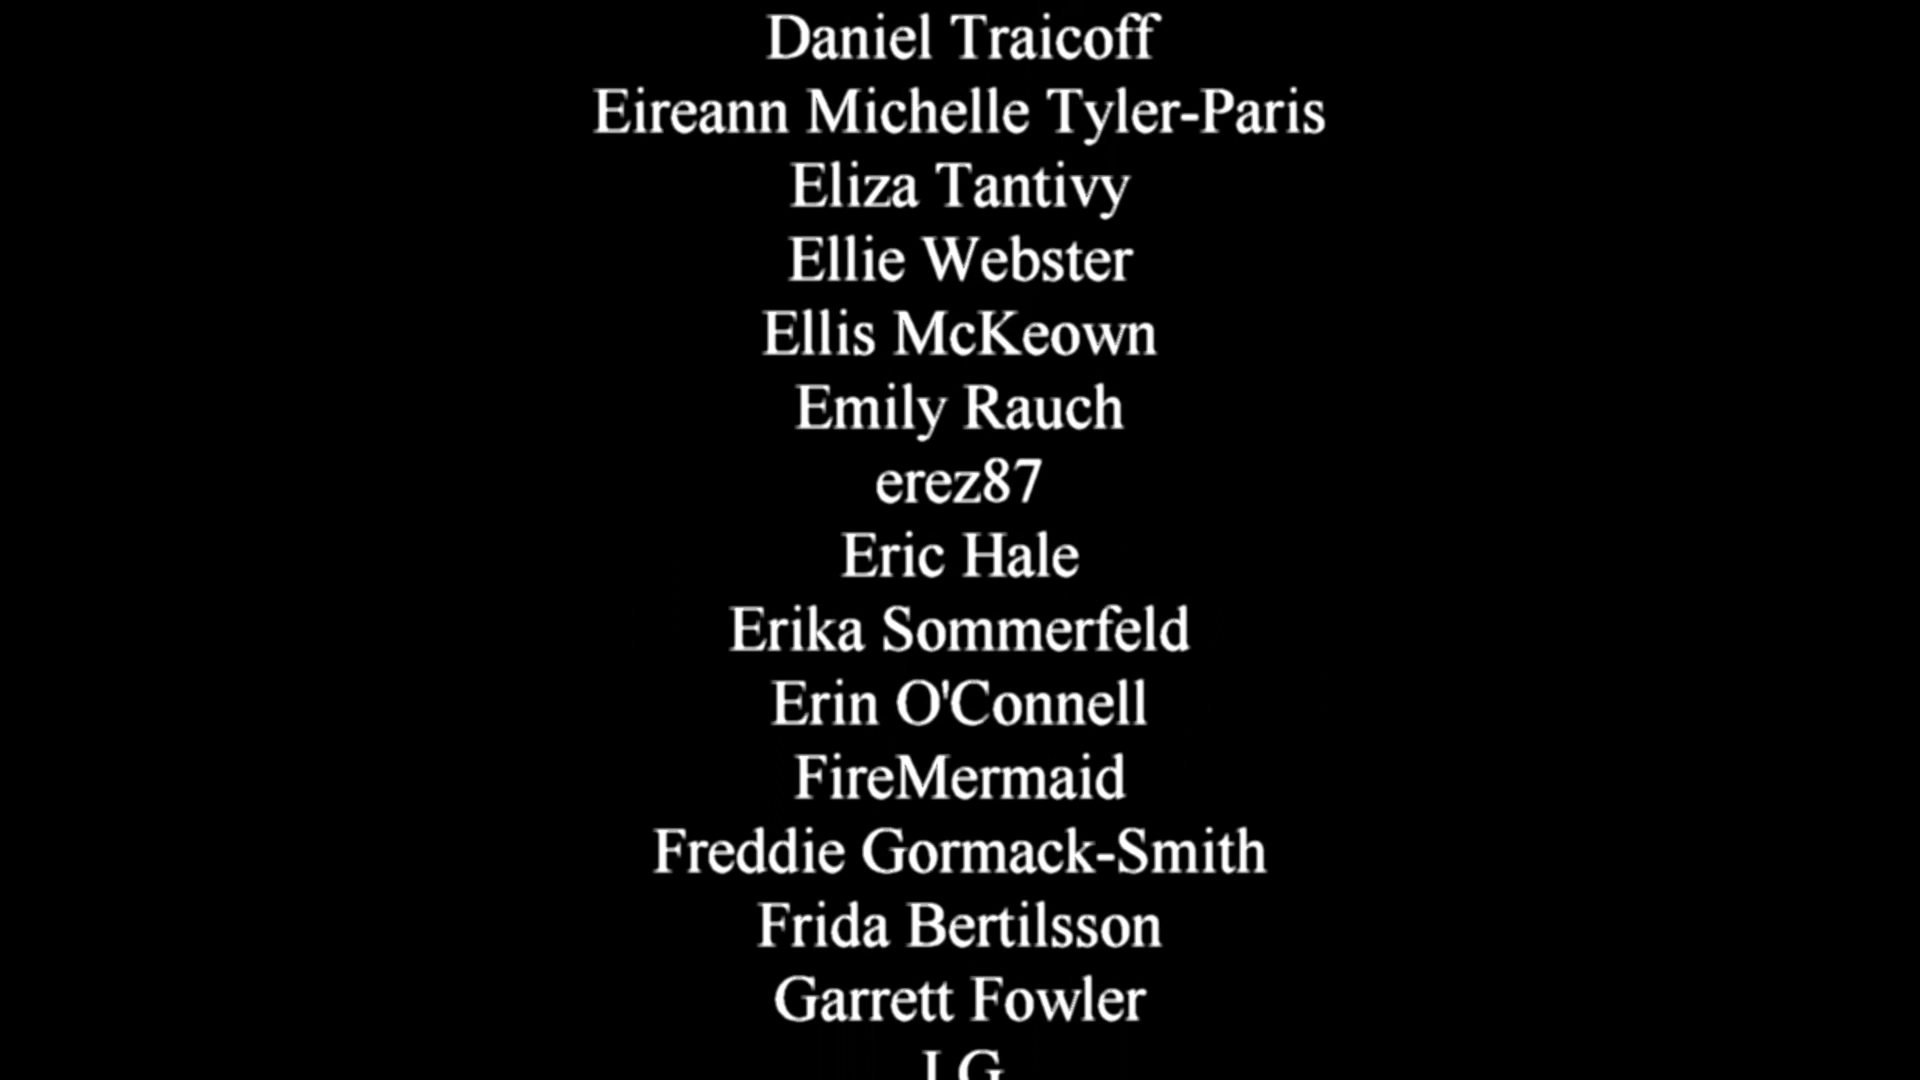 Daniel Traicoff
Eireann Michelle Tyler-Paris
Eliza Tantivy
Ellie Webster
Ellis McKeown
Emily Rauch
erez87
Eric Hale
Erika Sommerfeld
Erin O'Connell
FireMermaid
Freddie Gormack-Smith
Frida Bertilsson
Garrett Fowler